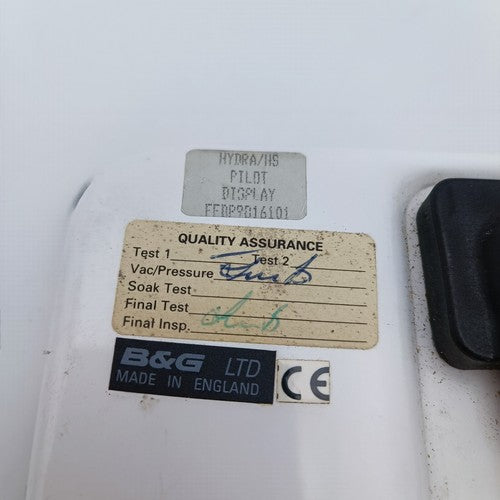 HYDRA/HS
PILOT
DISPLAY
QUALITY ASSURANCE
Test 1 Test 2
Vac/Pressure
Soak Test
Final Test
Final Insp.
B&G LTD
MADE IN ENGLAND
CE